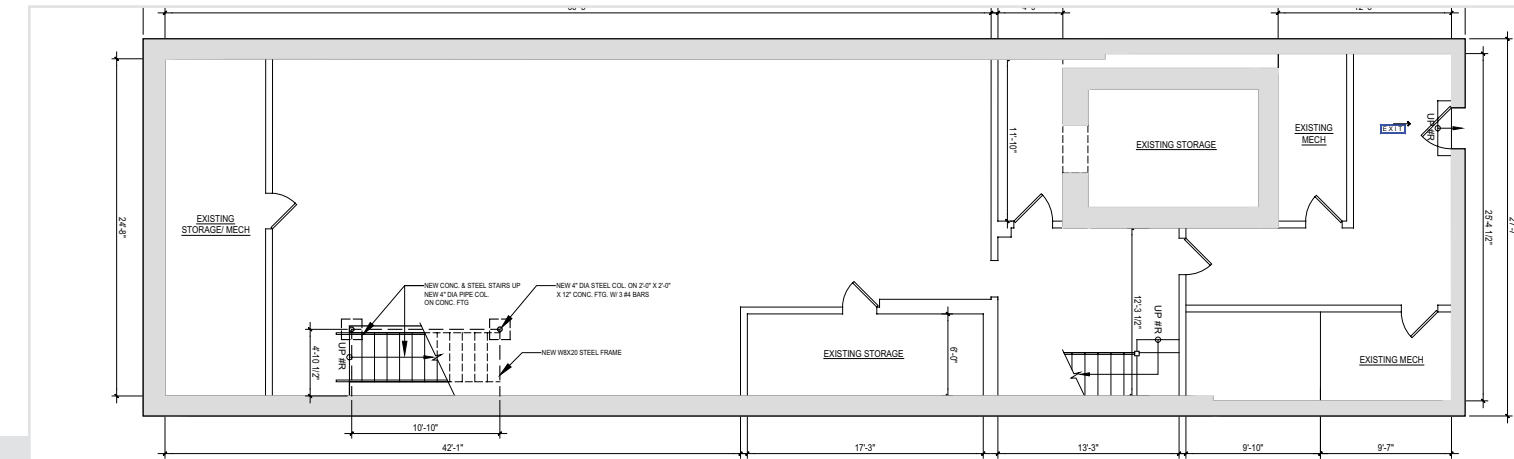 11'-10"
EXISTING STORAGE
EXISTING
MECH
EXIT
UP #R
24'-8"
EXISTING
STORAGE/ MECH
25'-4 1/2"
NEW CONC. & STEEL STAIRS UP
NEW 4" DIA PIPE COL.
ON CONC. FTG
NEW 4" DIA STEEL COL. ON 2'-0" X 2'-0"
X 12" CONC. FTG. W/ 3 #4 BARS
12'-3 1/2"
UP #R
4'-10 1/2"
UP #R
NEW W8X20 STEEL FRAME
EXISTING STORAGE
6'-0"
EXISTING MECH
10'-10"
42'-1"
17'-3"
13'-3"
9'-10"
9'-7"